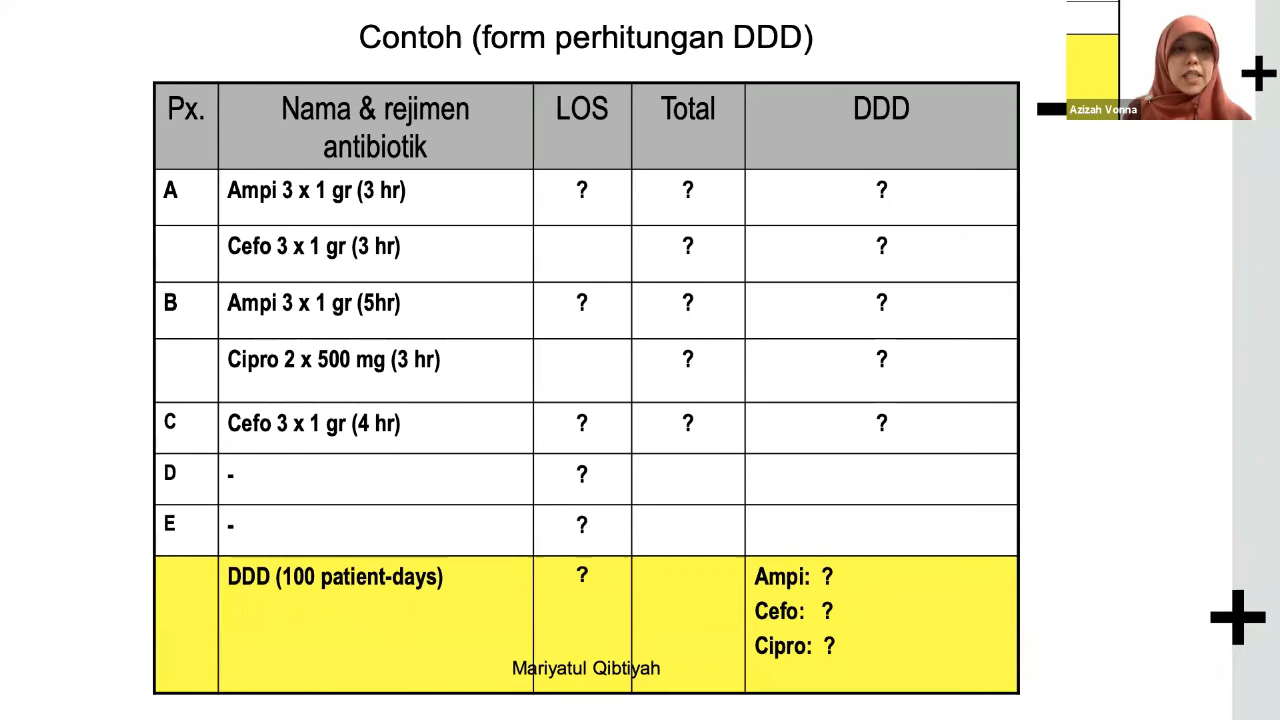 Contoh (form perhitungan DDD)
Azizah Vonna
Px. Nama & rejimen antibiotik LOS Total DDD
A Ampi 3 x 1 gr (3 hr) ? ? ?
Cefo 3 x 1 gr (3 hr) ? ?
B Ampi 3 x 1 gr (5hr) ? ? ?
Cipro 2 x 500 mg (3 hr) ? ?
C Cefo 3 x 1 gr (4 hr) ? ? ?
D - ?
E - ?
DDD (100 patient-days) ? Ampi: ?
Cefo: ?
Cipro: ?
Mariyatul Qibtiyah